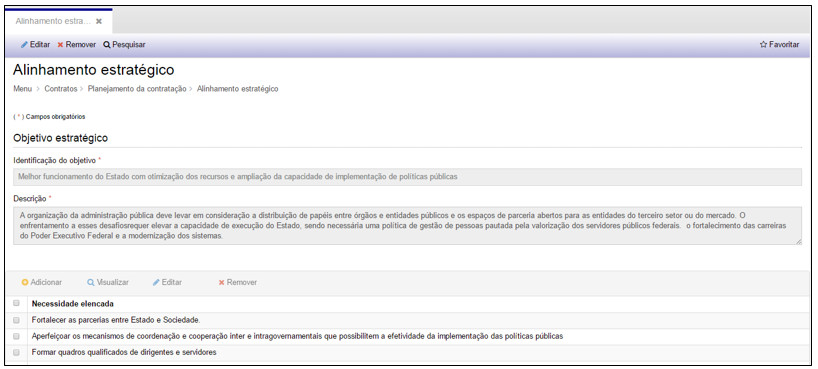 Alinhamento estra... ✖
Editar Remover Pesquisar Favoritar
Alinhamento estratégico
Menu > Contratos > Planejamento da contratação > Alinhamento estratégico
( * ) Campos obrigatórios
Objetivo estratégico
Identificação do objetivo *
Melhor funcionamento do Estado com otimização dos recursos e ampliação da capacidade de implementação de políticas públicas
Descrição *
A organização da administração pública deve levar em consideração a distribuição de papéis entre órgãos e entidades públicos e os espaços de parceria abertos para as entidades do terceiro setor ou do mercado. O
enfrentamento a esses desafiosrequer elevar a capacidade de execução do Estado, sendo necessária uma política de gestão de pessoas pautada pela valorização dos servidores públicos federais. o fortalecimento das carreiras
do Poder Executivo Federal e a modernização dos sistemas.
Adicionar Visualizar Editar Remover
Necessidade elencada
Fortalecer as parcerias entre Estado e Sociedade.
Aperfeiçoar os mecanismos de coordenação e cooperação inter e intragovernamentais que possibilitem a efetividade da implementação das políticas públicas
Formar quadros qualificados de dirigentes e servidores